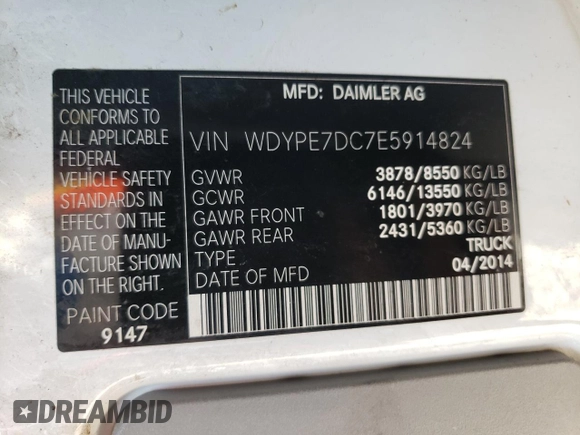 MFD: DAIMLER AG
THIS VEHICLE
CONFORMS TO
ALL APPLICABLE
FEDERAL MOTOR
VEHICLE SAFETY
STANDARDS IN
EFFECT ON THE
DATE OF MANU-
FACTURE SHOWN
ON THE RIGHT.
PAINT CODE
9147
VIN WDYPE7DC7E5914824
GVWR 3878/8550 KG/LB
GCWR 6146/13550 KG/LB
GAWR FRONT 1801/3970 KG/LB
GAWR REAR 2431/5360 KG/LB
TYPE TRUCK
DATE OF MFD 04/2014
DREAMBID